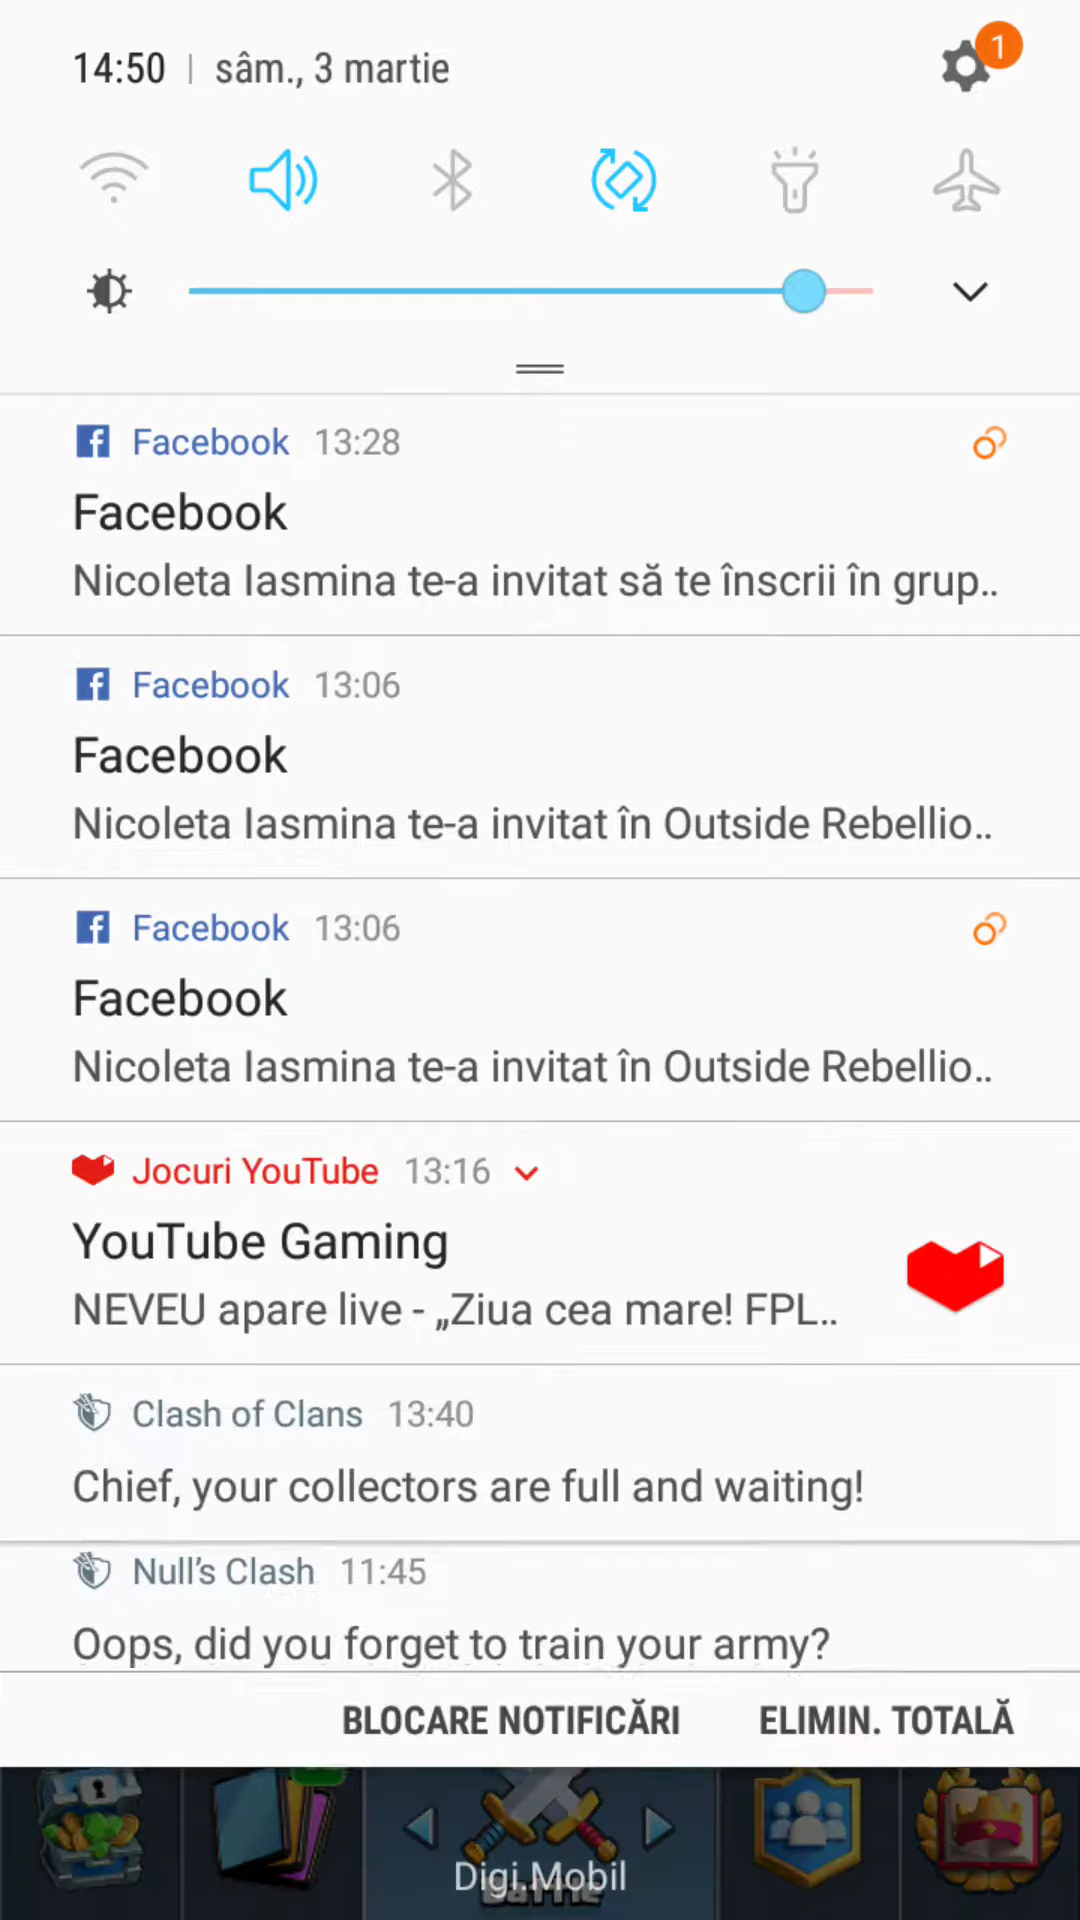 14:50 | sâm., 3 martie
1
Facebook 13:28
Facebook
Nicoleta Iasmina te-a invitat să te înscrii în grup..
Facebook 13:06
Facebook
Nicoleta Iasmina te-a invitat în Outside Rebellio..
Facebook 13:06
Facebook
Nicoleta Iasmina te-a invitat în Outside Rebellio..
Jocuri YouTube 13:16
YouTube Gaming
NEVEU apare live - „Ziua cea mare! FPL..
Clash of Clans 13:40
Chief, your collectors are full and waiting!
Null's Clash 11:45
Oops, did you forget to train your army?
BLOCARE NOTIFICĂRI ELIMIN. TOTALĂ
Digi.Mobil
Battle